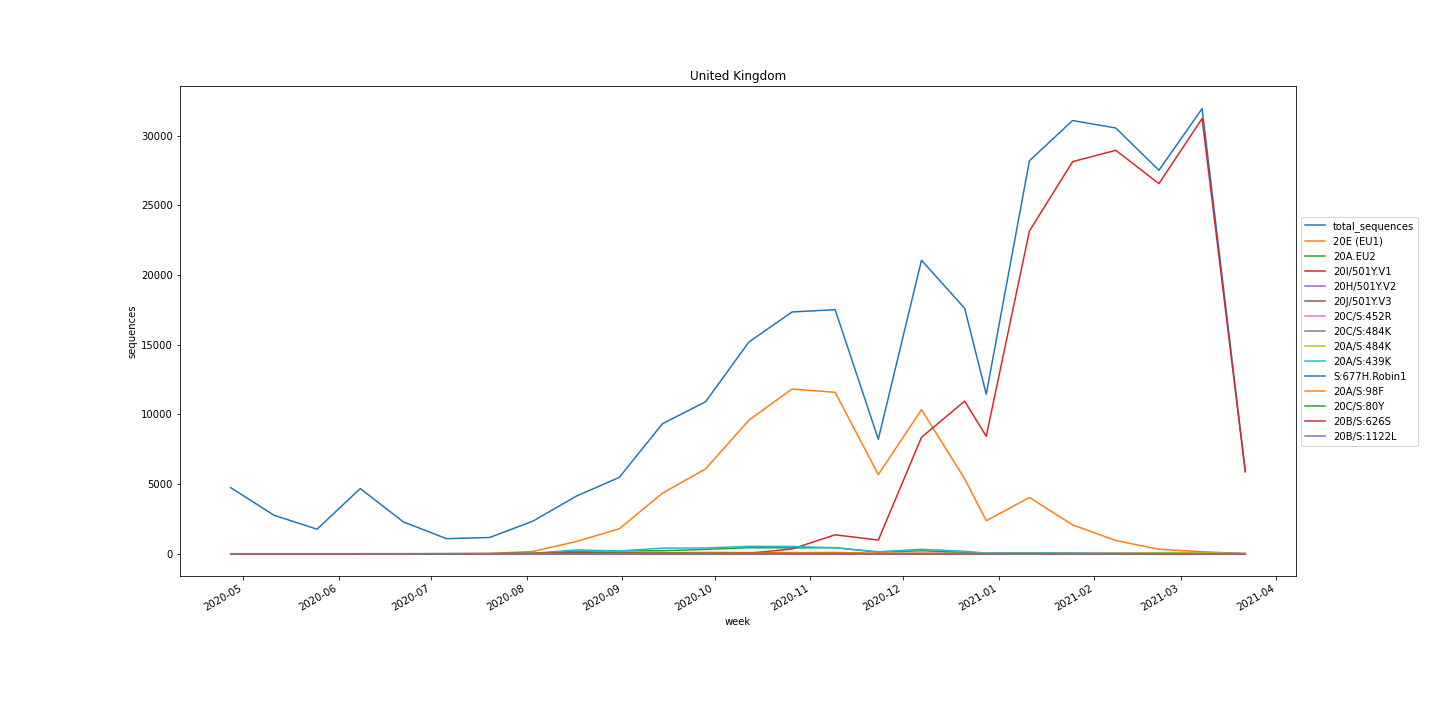 United Kingdom
30000
25000
20000
15000
10000
5000
0
sequences
2020-05
2020-06
2020-07
2020-08
2020-09
2020-10
2020-11
2020-12
2021-01
2021-02
2021-03
2021-04
week
total_sequences
20E (EU1)
20A.EU2
20I/501Y.V1
20H/501Y.V2
20J/501Y.V3
20C/S:452R
20C/S:484K
20A/S:484K
20A/S:439K
S:677H.Robin1
20A/S:98F
20C/S:80Y
20B/S:626S
20B/S:1122L